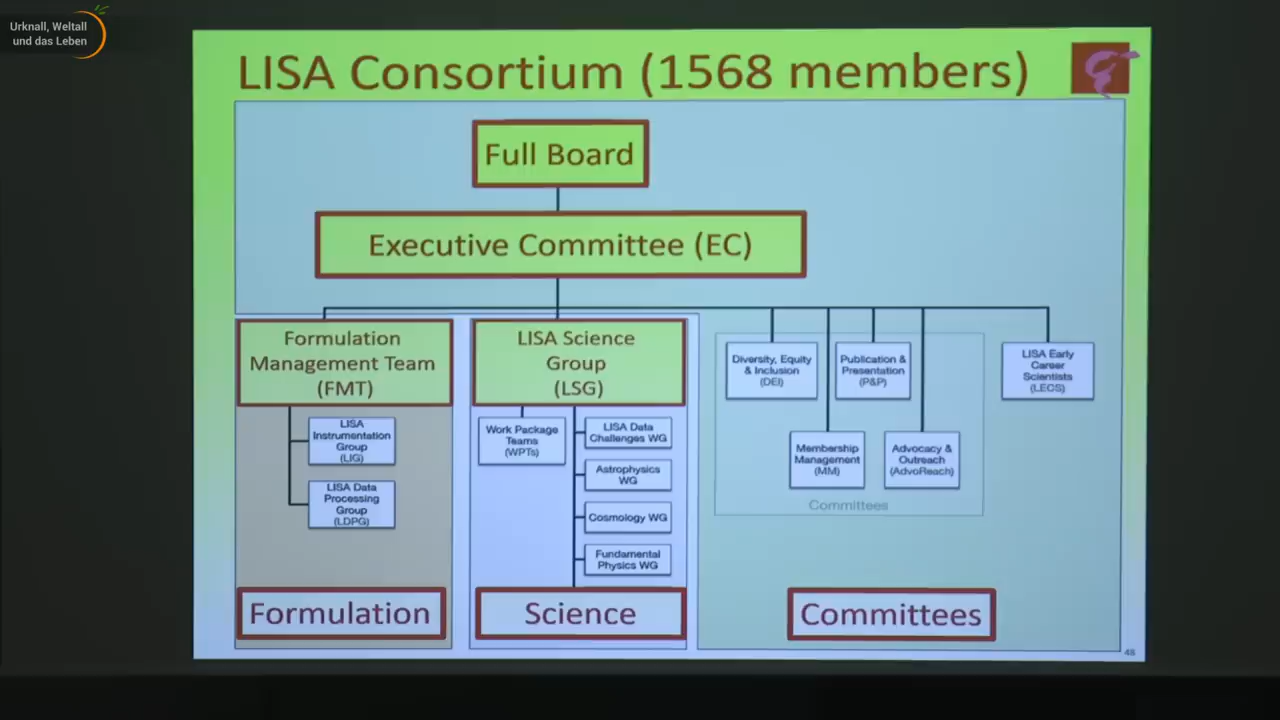 Urknall, Weltall
und das Leben
LISA Consortium (1568 members)
Full Board
Executive Committee (EC)
Formulation
Management Team
(FMT)
LISA
Instrumentation
Group
(LIG)
LISA Data
Processing
Group
(LDPG)
Formulation
LISA Science
Group
(LSG)
Work Package
Teams
(WPTs)
LISA Data
Challenges WG
Astrophysics
WG
Cosmology WG
Fundamental
Physics WG
Science
Diversity, Equity
& Inclusion
(DEI)
Publication &
Presentation
(P&P)
LISA Early
Career
Scientists
(LECS)
Membership
Management
(MM)
Advocacy &
Outreach
(AdvoReach)
Committees
Committees
48